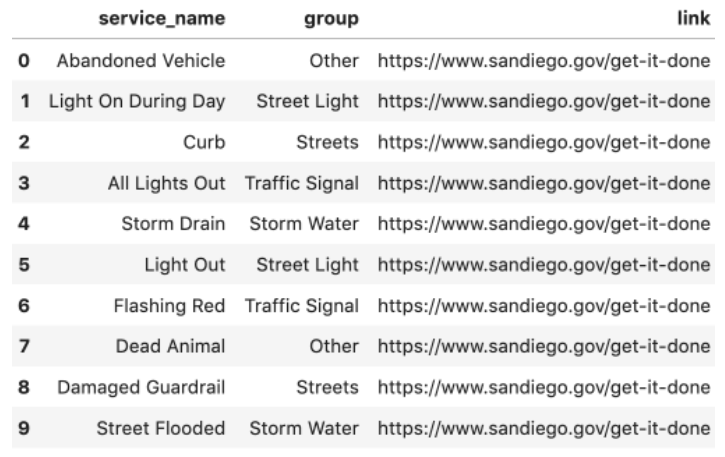 service_name group link
0 Abandoned Vehicle Other https://www.sandiego.gov/get-it-done
1 Light On During Day Street Light https://www.sandiego.gov/get-it-done
2 Curb Streets https://www.sandiego.gov/get-it-done
3 All Lights Out Traffic Signal https://www.sandiego.gov/get-it-done
4 Storm Drain Storm Water https://www.sandiego.gov/get-it-done
5 Light Out Street Light https://www.sandiego.gov/get-it-done
6 Flashing Red Traffic Signal https://www.sandiego.gov/get-it-done
7 Dead Animal Other https://www.sandiego.gov/get-it-done
8 Damaged Guardrail Streets https://www.sandiego.gov/get-it-done
9 Street Flooded Storm Water https://www.sandiego.gov/get-it-done